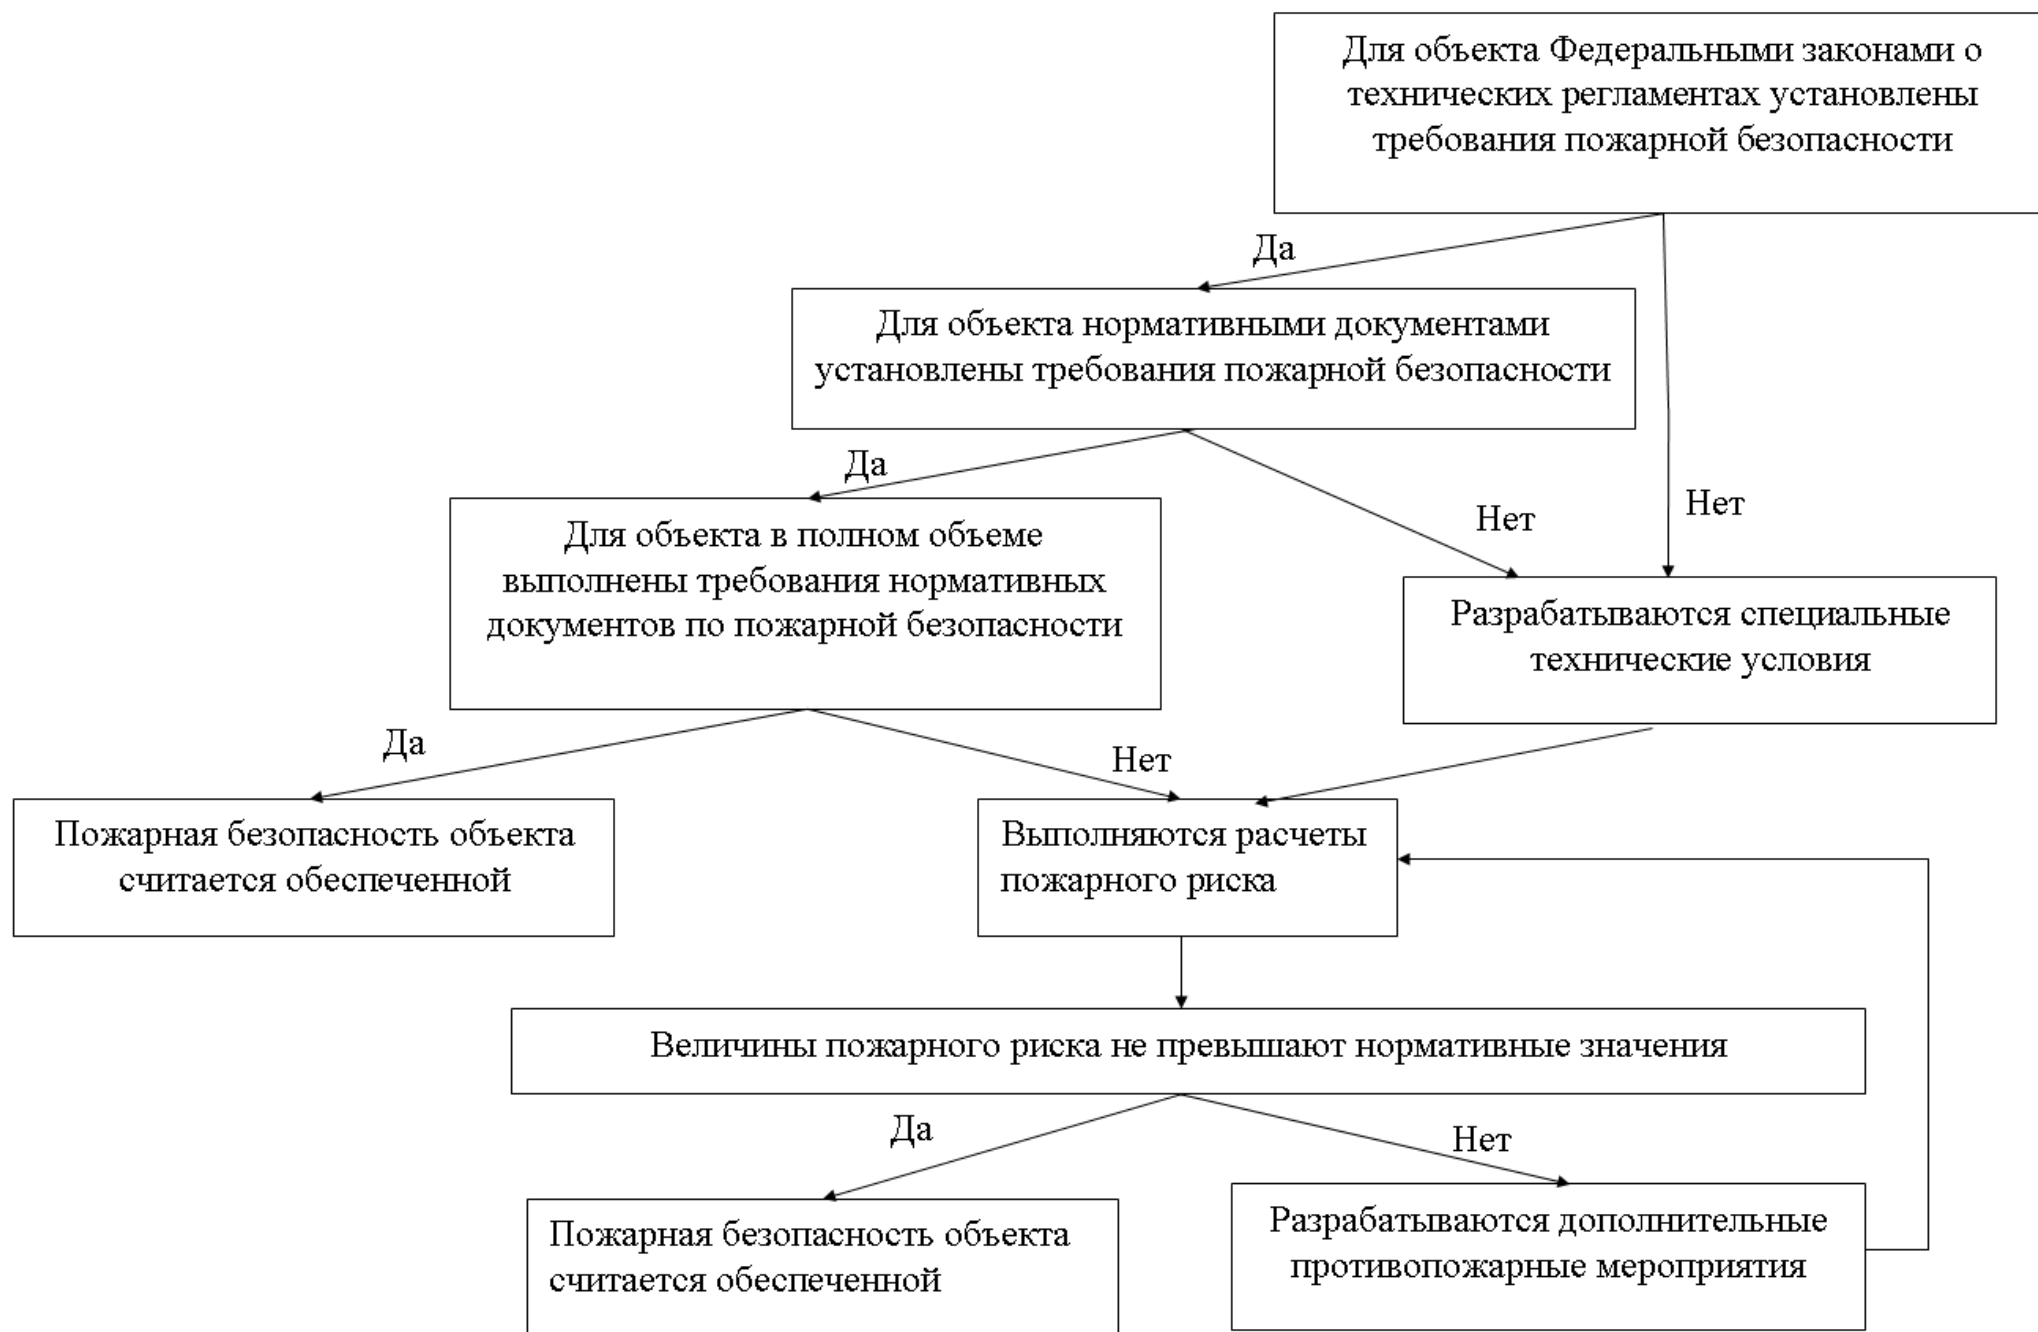 Для объекта Федеральными законами о
технических регламентах установлены
требования пожарной безопасности
Да
Для объекта нормативными документами
установлены требования пожарной безопасности
Да
Нет
Нет
Для объекта в полном объеме
выполнены требования нормативных
документов по пожарной безопасности
Разрабатываются специальные
технические условия
Да
Нет
Пожарная безопасность объекта
считается обеспеченной
Выполняются расчеты
пожарного риска
Величины пожарного риска не превышают нормативные значения
Да
Нет
Пожарная безопасность объекта
считается обеспеченной
Разрабатываются дополнительные
противопожарные мероприятия